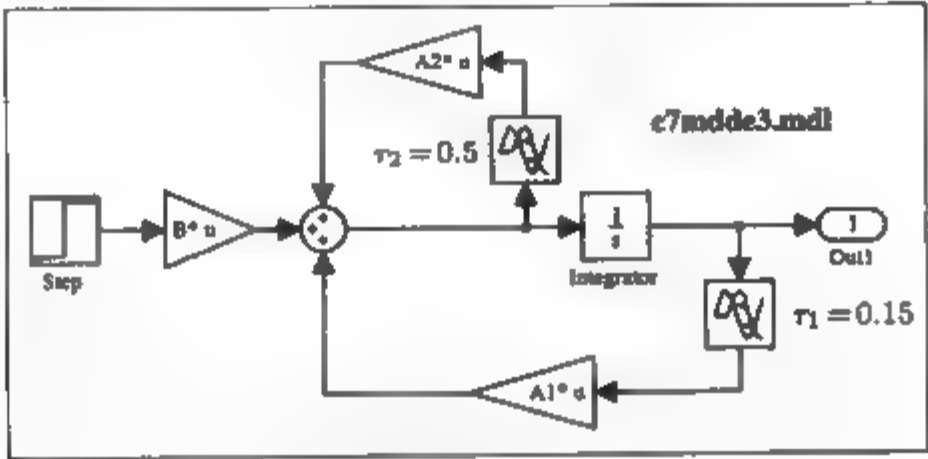 A2* u
c7mdde3.mdl
τ₂ = 0.5
B* u
1
s
1
Step
Integrator
Out1
τ₁ = 0.15
A1* u